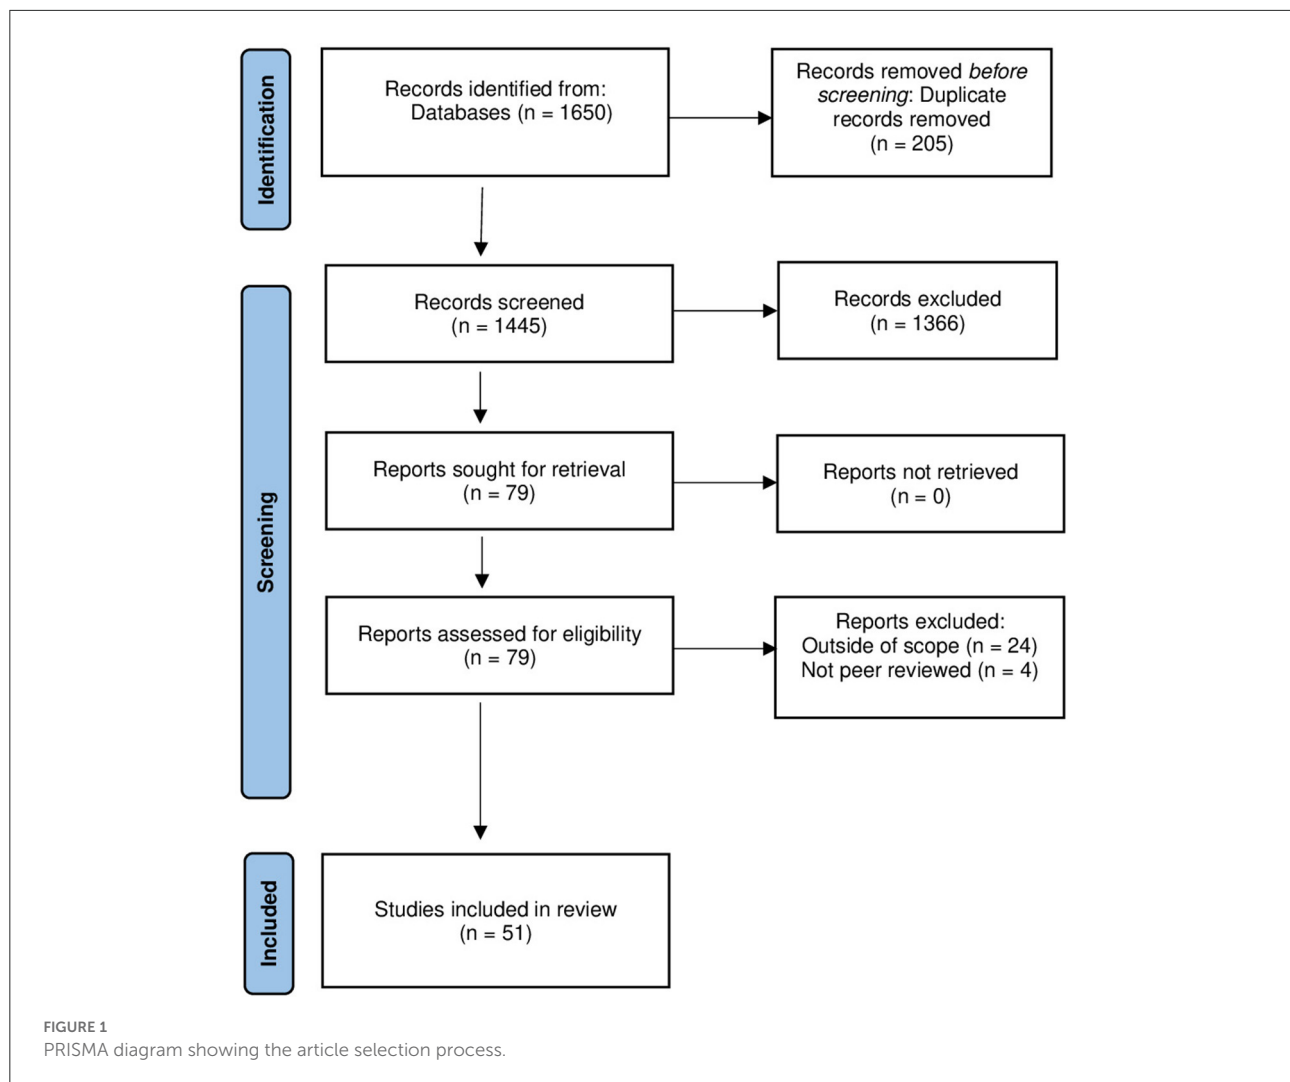 Identification
Records identified from:
Databases (n = 1650)
Records removed before
screening: Duplicate
records removed
(n = 205)
Screening
Records screened
(n = 1445)
Records excluded
(n = 1366)
Reports sought for retrieval
(n = 79)
Reports not retrieved
(n = 0)
Reports assessed for eligibility
(n = 79)
Reports excluded:
Outside of scope (n = 24)
Not peer reviewed (n = 4)
Included
Studies included in review
(n = 51)
FIGURE 1
PRISMA diagram showing the article selection process.